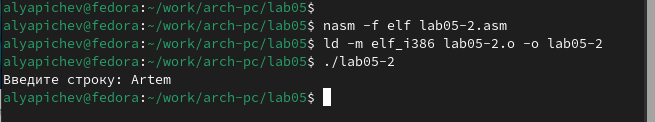 alyapichev@fedora:~/work/arch-pc/lab05$
alyapichev@fedora:~/work/arch-pc/lab05$ nasm -f elf lab05-2.asm
alyapichev@fedora:~/work/arch-pc/lab05$ ld -m elf_i386 lab05-2.o -o lab05-2
alyapichev@fedora:~/work/arch-pc/lab05$ ./lab05-2
Введите строку: Artem
alyapichev@fedora:~/work/arch-pc/lab05$